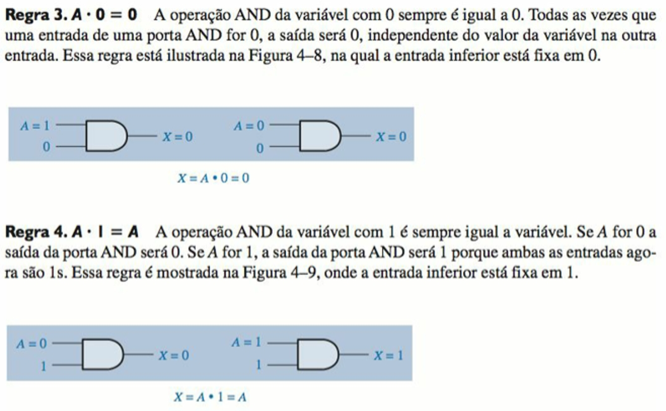 Regra 3. A · 0 = 0 A operação AND da variável com 0 sempre é igual a 0. Todas as vezes que
uma entrada de uma porta AND for 0, a saída será 0, independente do valor da variável na outra
entrada. Essa regra está ilustrada na Figura 4–8, na qual a entrada inferior está fixa em 0.
A = 1
0
X = 0
A = 0
0
X = 0
X = A • 0 = 0
Regra 4. A · 1 = A A operação AND da variável com 1 é sempre igual a variável. Se A for 0 a
saída da porta AND será 0. Se A for 1, a saída da porta AND será 1 porque ambas as entradas ago-
ra são 1s. Essa regra é mostrada na Figura 4–9, onde a entrada inferior está fixa em 1.
A = 0
1
X = 0
A = 1
1
X = 1
X = A • 1 = A